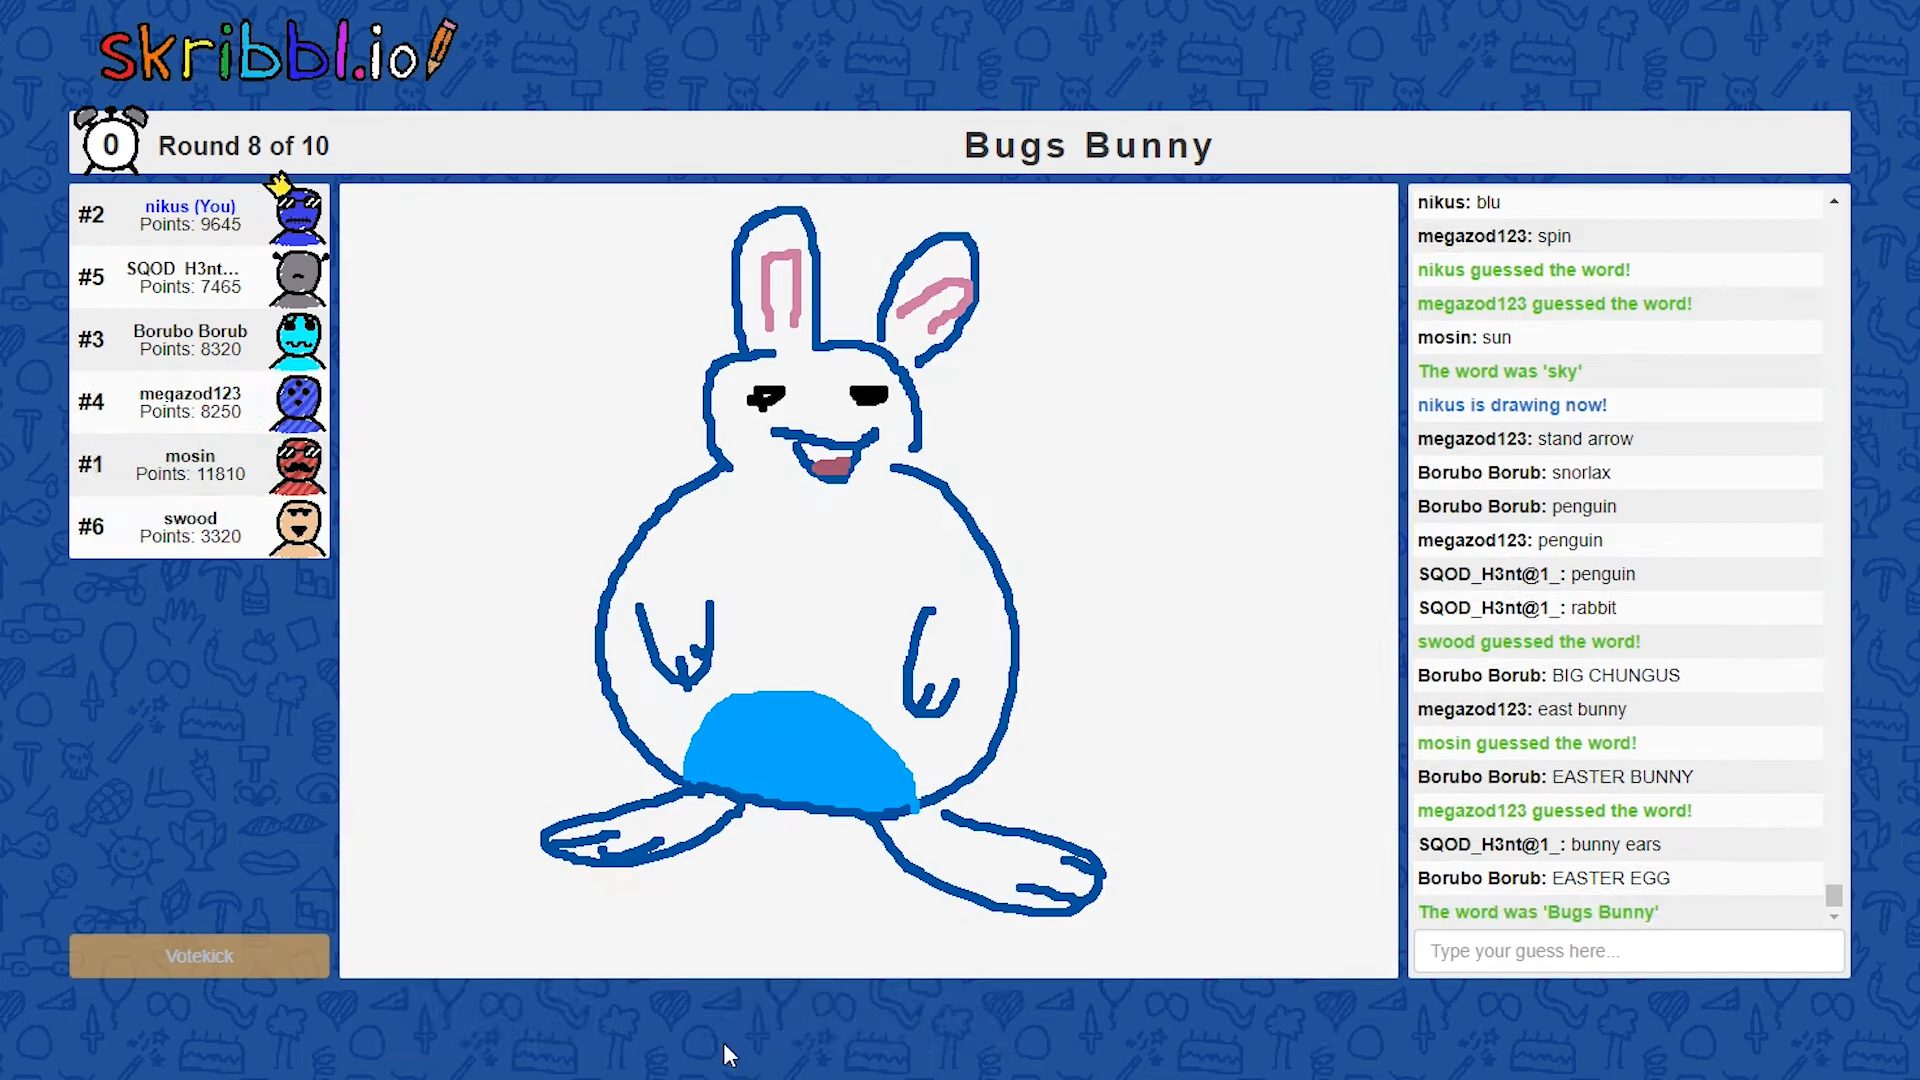 skribbl.io
0
Round 8 of 10
Bugs Bunny
#2
nikus (You)
Points: 9645
#5
SQOD H3nt...
Points: 7465
#3
Borubo Borub
Points: 8320
#4
megazod123
Points: 8250
#1
mosin
Points: 11810
#6
swood
Points: 3320
Votekick
nikus: blu
megazod123: spin
nikus guessed the word!
megazod123 guessed the word!
mosin: sun
The word was 'sky'
nikus is drawing now!
megazod123: stand arrow
Borubo Borub: snorlax
Borubo Borub: penguin
megazod123: penguin
SQOD_H3nt@1_: penguin
SQOD_H3nt@1_: rabbit
swood guessed the word!
Borubo Borub: BIG CHUNGUS
megazod123: east bunny
mosin guessed the word!
Borubo Borub: EASTER BUNNY
megazod123 guessed the word!
SQOD_H3nt@1_: bunny ears
Borubo Borub: EASTER EGG
The word was 'Bugs Bunny'
Type your guess here...